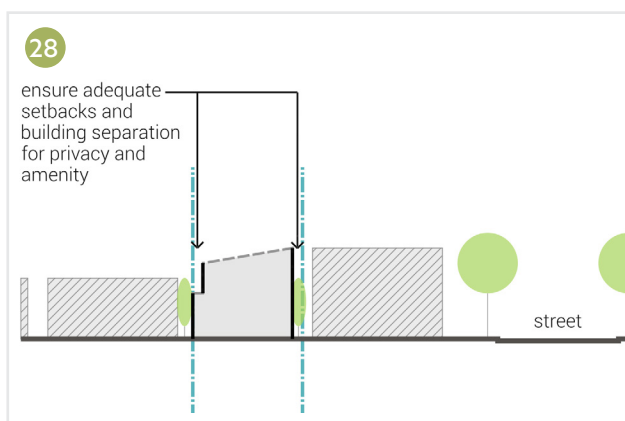 28
ensure adequate
setbacks and
building separation
for privacy and
amenity
street